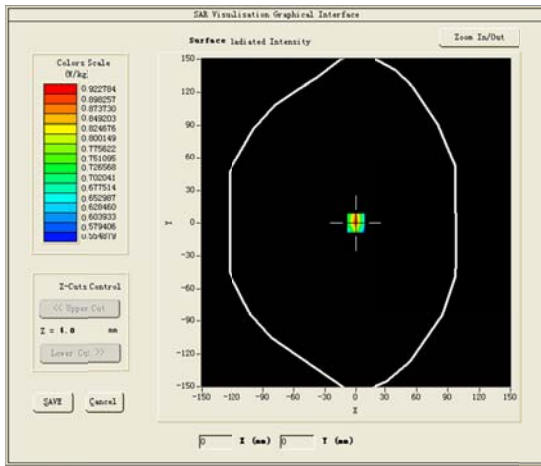 SAR Visualisation Graphical Interface
Surface Radiated Intensity
Zoom In/Out
Colors Scale
(W/kg)
0.922784
0.898257
0.873730
0.849203
0.824676
0.800149
0.775622
0.751095
0.726568
0.702041
0.677514
0.652987
0.628460
0.603933
0.579406
0.554879
150
90
60
30
0
-30
-60
-90
-120
-150
Y
-150 -120 -90 -60 -30 0 30 60 90 120 150
X
Z-Cuts Control
<< Upper Cut
Z = 4.0 mm
Lower Cut >>
SAVE
Cancel
0 X (mm) 0 Y (mm)